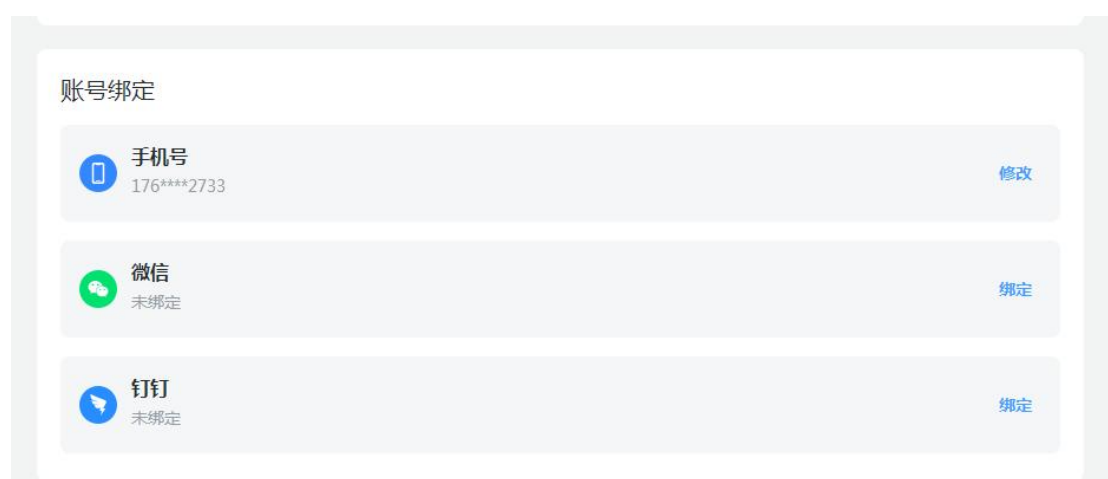 账号绑定
手机号
176****2733
修改
微信
未绑定
绑定
钉钉
未绑定
绑定